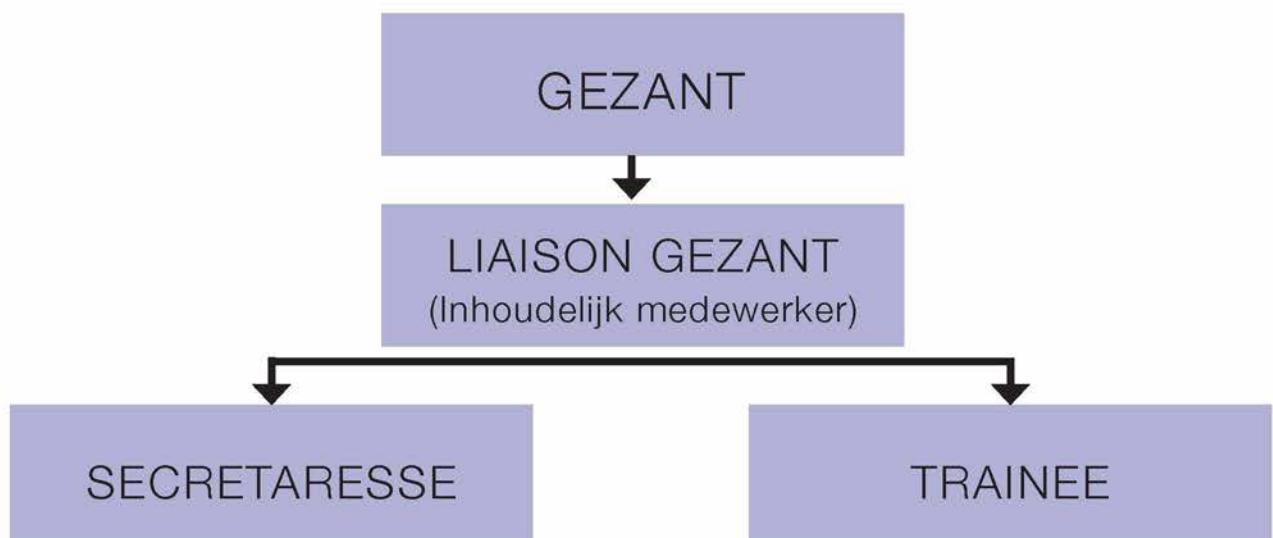 GEZANT
LIAISON GEZANT
(Inhoudelijk medewerker)
SECRETARESSE
TRAINEE